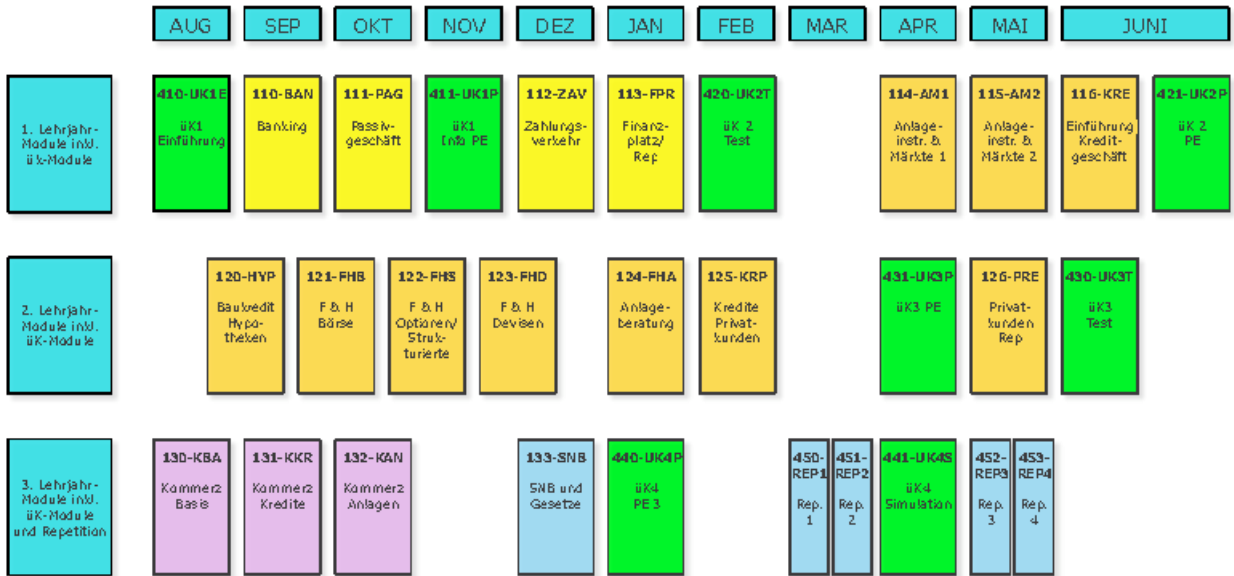 AUG SEP OKT NOV DEZ JAN FEB MAR APR MAI JUNI
1. Lehrjahr-
Module inkl.
üK-Module
410-UK1E
üK1
Einführung
110-BAN
Banking
111-PAG
Passiv-
geschäft
411-UK1P
üK1
Info PE
112-ZAV
Zahlungs-
verkehr
113-FPR
Finanz-
platz/
Rep
420-UK2T
üK 2
Test
114-AM1
Anlage-
instr. &
Märkte 1
115-AM2
Anlage-
instr. &
Märkte 2
116-KRE
Einführung
Kredit-
geschäft
421-UK2P
üK 2
PE
2. Lehrjahr-
Module inkl.
üK-Module
120-HYP
Baukredit
Hypo-
theken
121-FHB
F & H
Börse
122-FHS
F & H
Optionen/
Struk-
turierte
123-FHD
F & H
Devisen
124-FHA
Anlage-
beratung
125-KRP
Kredite
Privat-
kunden
431-UK3P
üK3 PE
126-PRE
Privat-
kunden
Rep
430-UK3T
üK3
Test
3. Lehrjahr-
Module inkl.
üK-Module
und Repetition
130-KBA
Kommerz
Basis
131-KKR
Kommerz
Kredite
132-KAN
Kommerz
Anlagen
133-SNB
SNB und
Gesetze
440-UK4P
üK4
PE 3
450-
REP1
Rep.
1
451-
REP2
Rep.
2
441-UK4S
üK4
Simulation
452-
REP3
Rep.
3
453-
REP4
Rep.
4